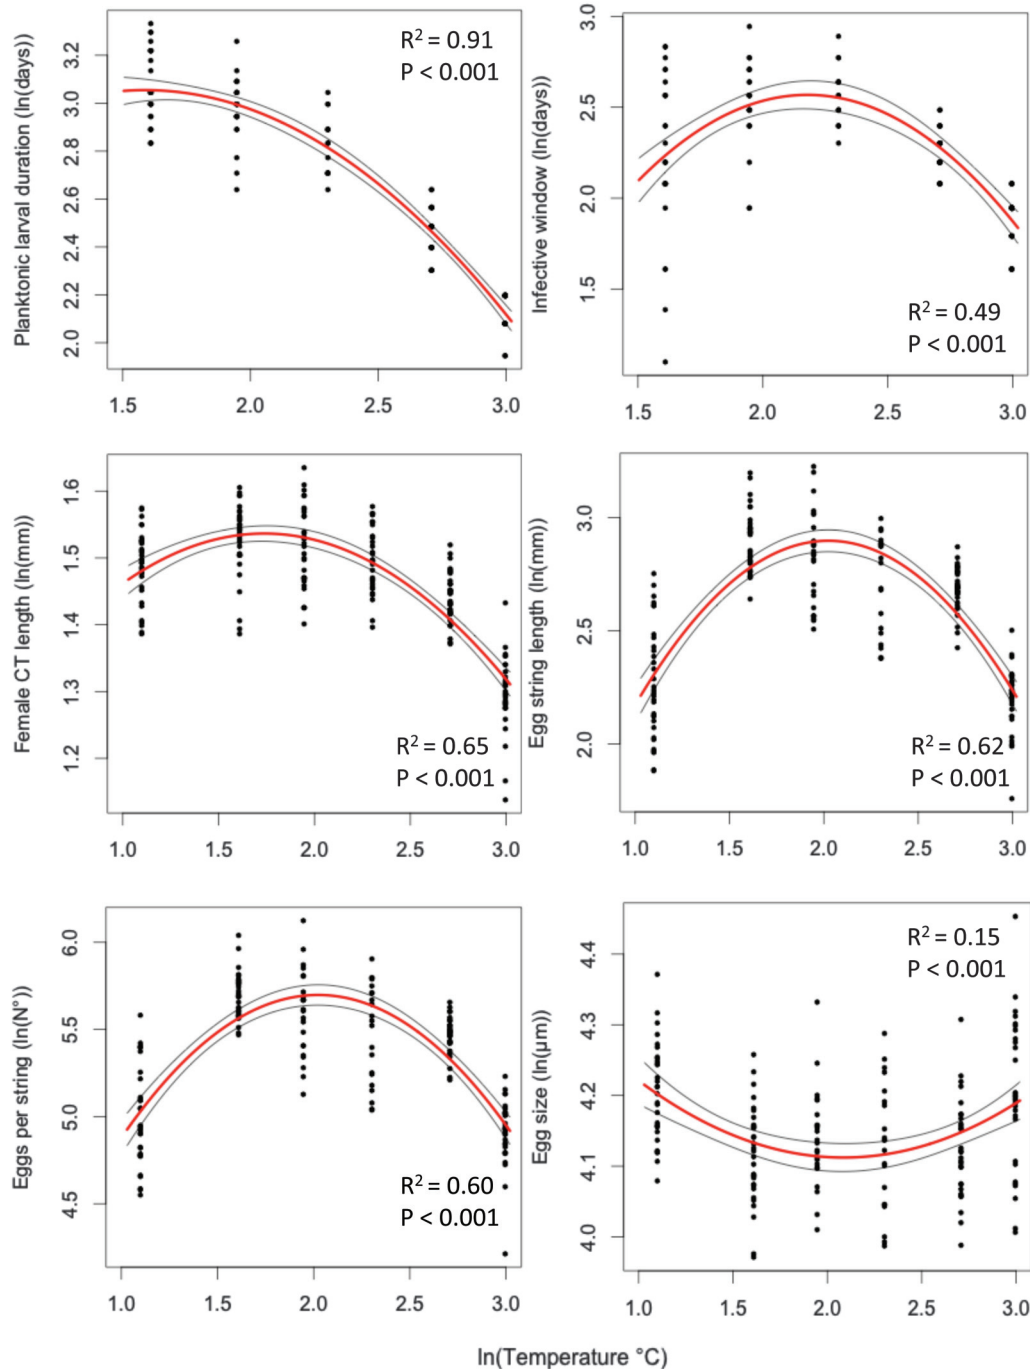 Planktonic larval duration (ln(days))
3.2
3.0
2.8
2.6
2.4
2.2
2.0
R² = 0.91
P < 0.001
1.5
2.0
2.5
3.0
Infective window (ln(days))
3.0
2.5
2.0
1.5
R² = 0.49
P < 0.001
1.5
2.0
2.5
3.0
Female CT length (ln(mm))
1.6
1.5
1.4
1.3
1.2
R² = 0.65
P < 0.001
1.0
1.5
2.0
2.5
3.0
Egg string length (ln(mm))
3.0
2.5
2.0
R² = 0.62
P < 0.001
1.0
1.5
2.0
2.5
3.0
Eggs per string (ln(N°))
6.0
5.5
5.0
4.5
R² = 0.60
P < 0.001
1.0
1.5
2.0
2.5
3.0
Egg size (ln(μm))
4.4
4.3
4.2
4.1
4.0
R² = 0.15
P < 0.001
1.0
1.5
2.0
2.5
3.0
ln(Temperature °C)